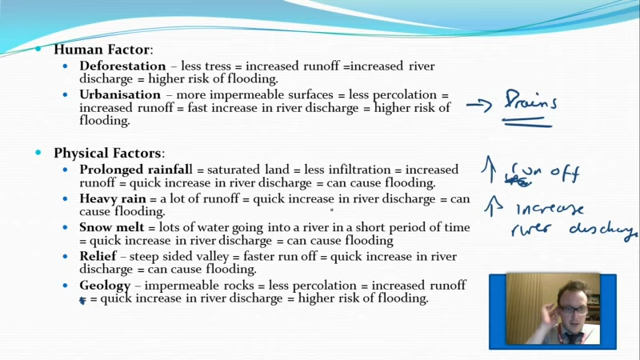 Human Factor:
Deforestation – less tress = increased runoff =increased river
discharge = higher risk of flooding.
Urbanisation – more impermeable surfaces = less percolation =
increased runoff = fast increase in river discharge = higher risk of
flooding.
→ Drains
Physical Factors:
Prolonged rainfall = saturated land = less infiltration = increased
runoff = quick increase in river discharge = can cause flooding.
↑ run off
Heavy rain = a lot of runoff = quick increase in river discharge = can
cause flooding.
↑ increase
river discharge
Snow melt = lots of water going into a river in a short period of time
= quick increase in river discharge = can cause flooding
Relief – steep sided valley = faster run off = quick increase in river
discharge = can cause flooding.
Geology – impermeable rocks = less percolation = increased runoff
= quick increase in river discharge = higher risk of flooding.